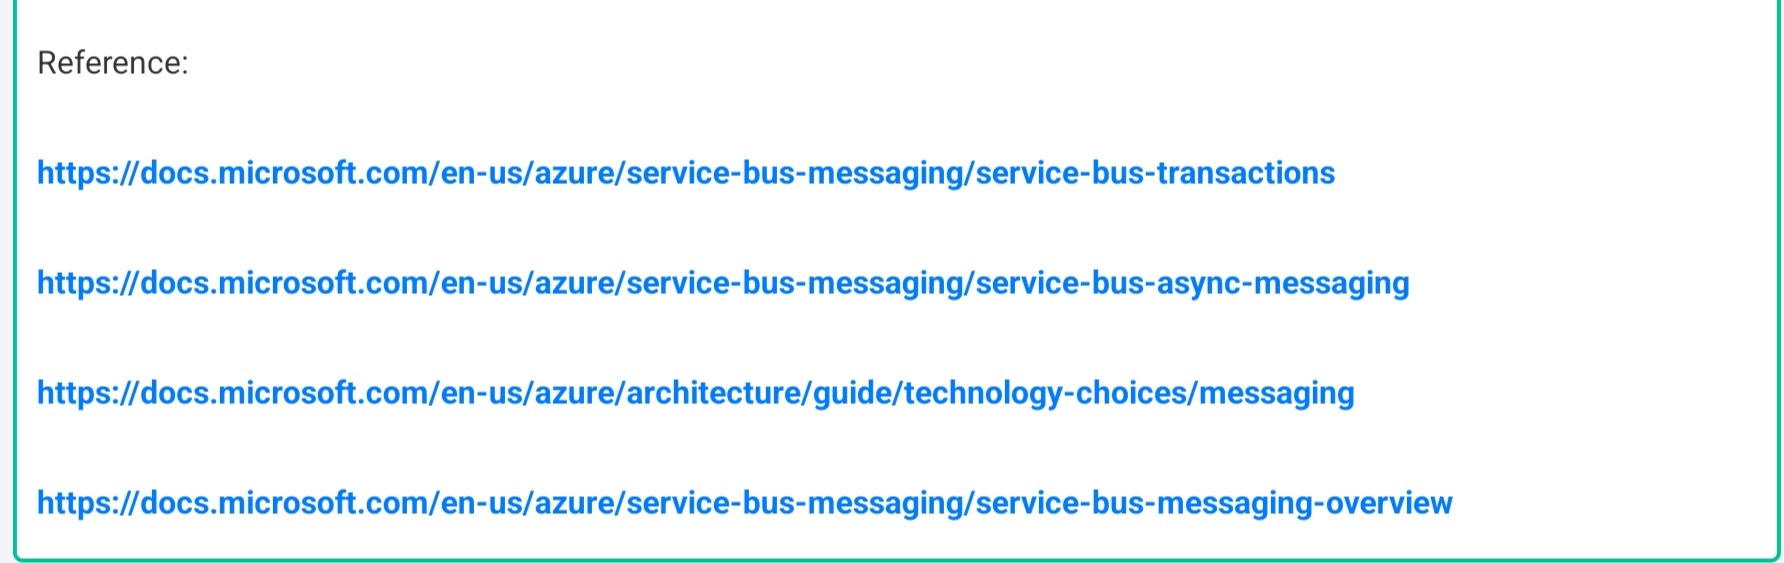 Reference:
https://docs.microsoft.com/en-us/azure/service-bus-messaging/service-bus-transactions
https://docs.microsoft.com/en-us/azure/service-bus-messaging/service-bus-async-messaging
https://docs.microsoft.com/en-us/azure/architecture/guide/technology-choices/messaging
https://docs.microsoft.com/en-us/azure/service-bus-messaging/service-bus-messaging-overview